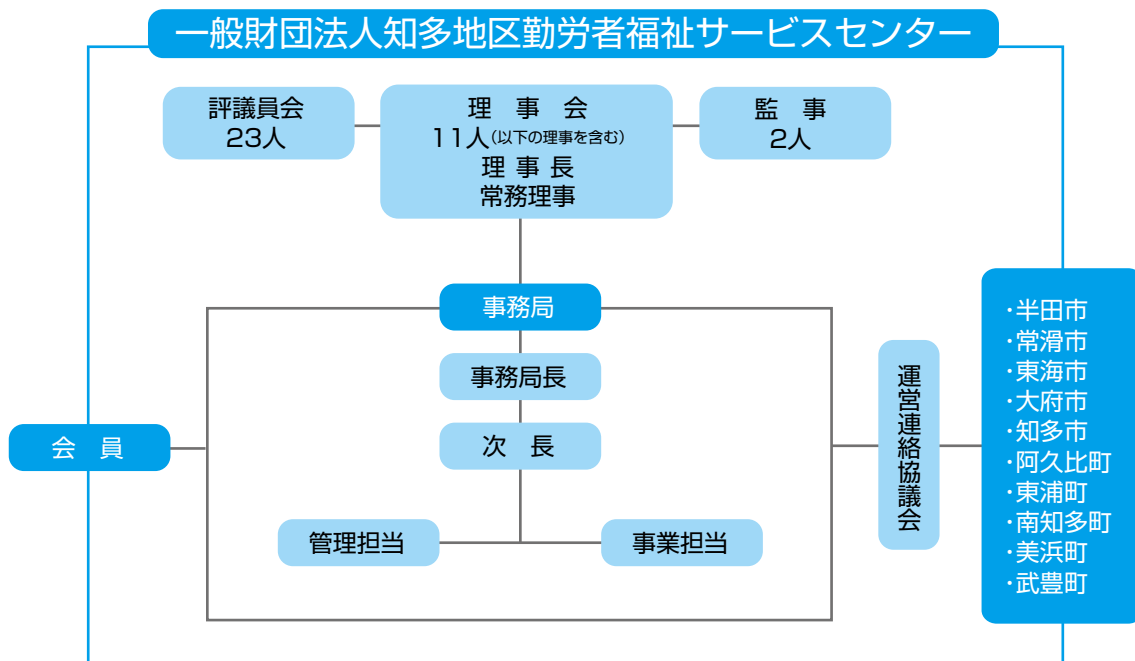 一般財団法人知多地区勤労者福祉サービスセンター
評議員会
23人
理事会
11人(以下の理事を含む)
理事長
常務理事
監事
2人
事務局
事務局長
次長
管理担当
事業担当
会員
運営連絡協議会
・半田市
・常滑市
・東海市
・大府市
・知多市
・阿久比町
・東浦町
・南知多町
・美浜町
・武豊町